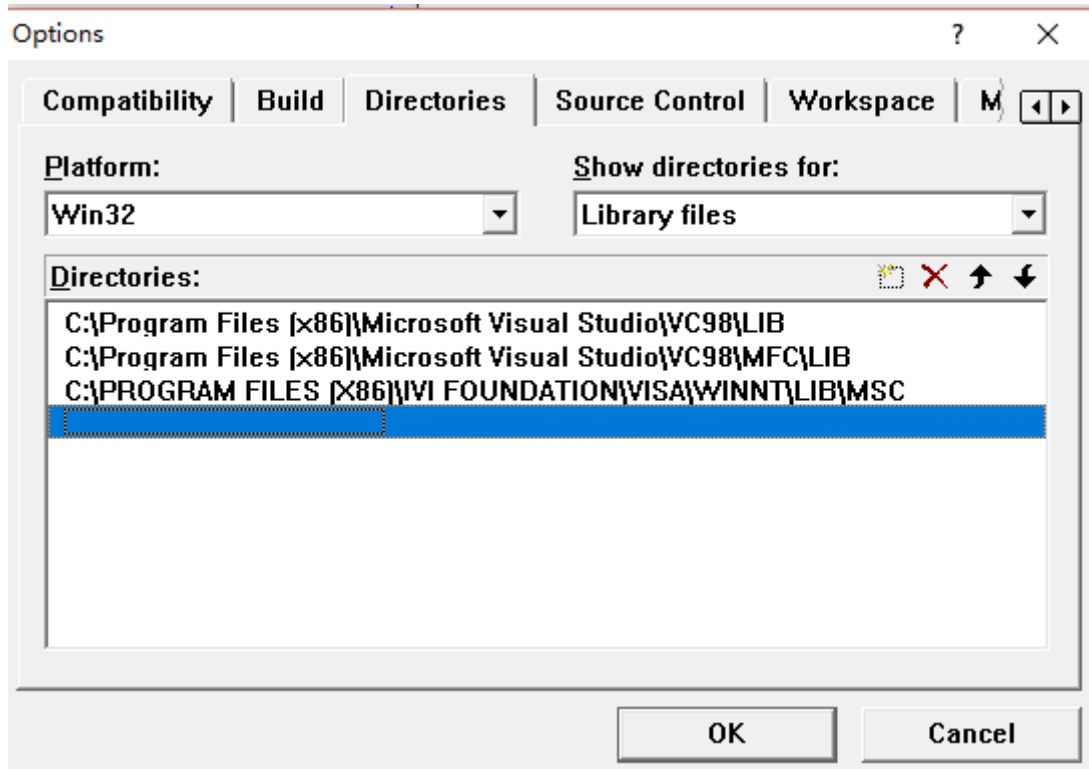 Options
?
Compatibility
Build
Directories
Source Control
Workspace
M
Platform:
Show directories for:
Win32
Library files
Directories:
C:\Program Files (x86)\Microsoft Visual Studio\VC98\LIB
C:\Program Files (x86)\Microsoft Visual Studio\VC98\MFC\LIB
C:\PROGRAM FILES (X86)\IVI FOUNDATION\VISA\WINNT\LIB\MSC
OK
Cancel